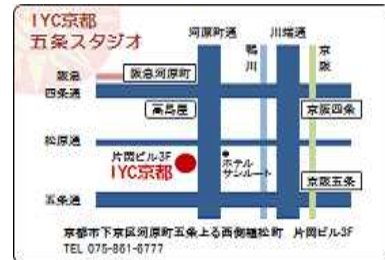 IYC京都
五条スタジオ
河原町通
川端通
鴨川
京阪
阪急
阪急河原町
四条通
高島屋
京阪四条
松原通
片岡ビル3F
IYC京都
ホテル
サンルート
京阪五条
五条通
京都市下京区河原町五条上る西側植松町 片岡ビル3F
TEL 075-861-6777